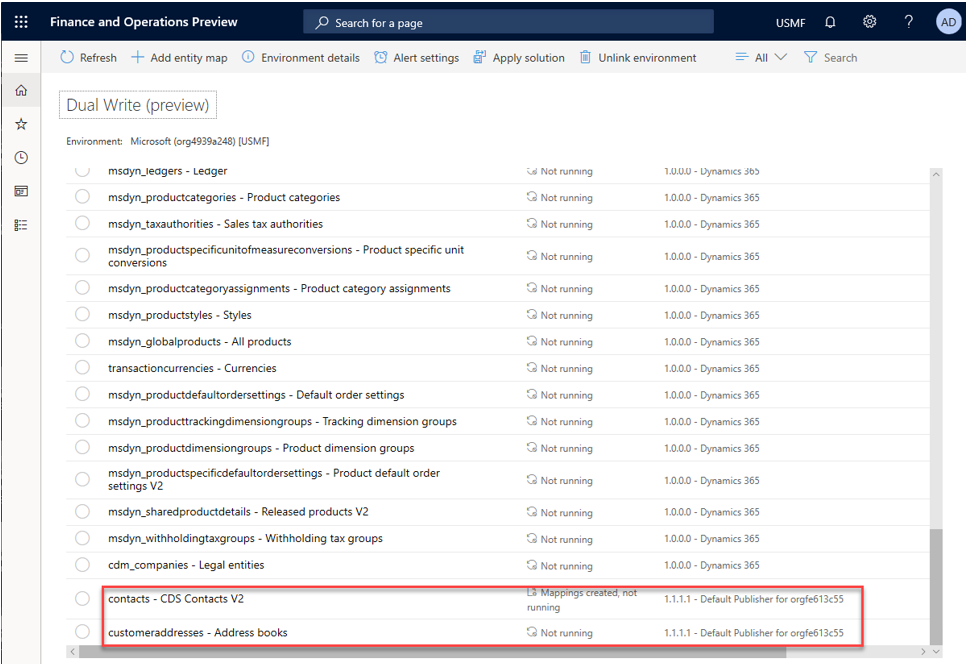 Finance and Operations Preview Search for a page USMF ? AD
Refresh Add entity map Environment details Alert settings Apply solution Unlink environment All Search
Dual Write (preview)
Environment: Microsoft (org4939a248) [USMF]
msdyn_ledgers - Ledger Not running 1.0.0.0 - Dynamics 365
msdyn_productcategories - Product categories Not running 1.0.0.0 - Dynamics 365
msdyn_taxauthorities - Sales tax authorities Not running 1.0.0.0 - Dynamics 365
msdyn_productspecificunitofmeasureconversions - Product specific unit
conversions Not running 1.0.0.0 - Dynamics 365
msdyn_productcategoryassignments - Product category assignments Not running 1.0.0.0 - Dynamics 365
msdyn_productstyles - Styles Not running 1.0.0.0 - Dynamics 365
msdyn_globalproducts - All products Not running 1.0.0.0 - Dynamics 365
transactioncurrencies - Currencies Not running 1.0.0.0 - Dynamics 365
msdyn_productdefaultordersettings - Default order settings Not running 1.0.0.0 - Dynamics 365
msdyn_producttrackingdimensiongroups - Tracking dimension groups Not running 1.0.0.0 - Dynamics 365
msdyn_productdimensiongroups - Product dimension groups Not running 1.0.0.0 - Dynamics 365
msdyn_productspecificdefaultordersettings - Product default order
settings V2 Not running 1.0.0.0 - Dynamics 365
msdyn_sharedproductdetails - Released products V2 Not running 1.0.0.0 - Dynamics 365
msdyn_withholdingtaxgroups - Withholding tax groups Not running 1.0.0.0 - Dynamics 365
cdm_companies - Legal entities Not running 1.0.0.0 - Dynamics 365
contacts - CDS Contacts V2 Mappings created, not
running 1.1.1.1 - Default Publisher for orgfe613c55
customeraddresses - Address books Not running 1.1.1.1 - Default Publisher for orgfe613c55